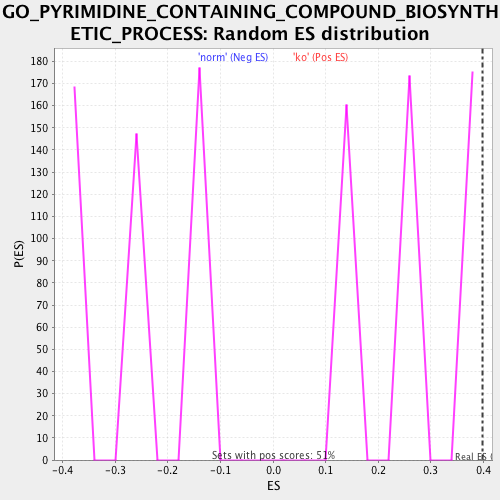 GO_PYRIMIDINE_CONTAINING_COMPOUND_BIOSYNTH
ETIC_PROCESS: Random ES distribution
'norm' (Neg ES) 'ko' (Pos ES)
180
170
160
150
140
130
120
110
100
90
80
70
60
50
40
30
20
10
0
P(ES)
Sets with pos scores: 51%
Real ES (
-0.4 -0.3 -0.2 -0.1 0.0 0.1 0.2 0.3 0.4
ES